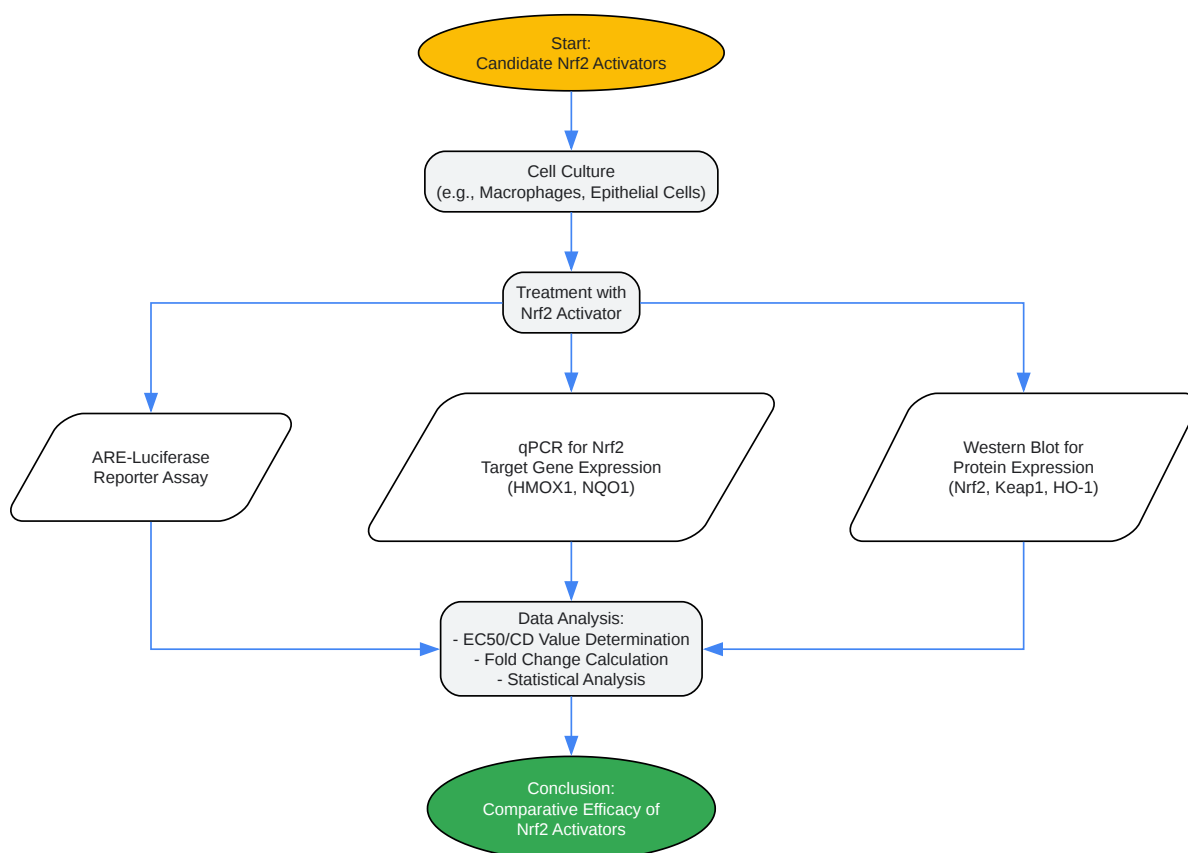 Start:
Candidate Nrf2 Activators
Cell Culture
(e.g., Macrophages, Epithelial Cells)
Treatment with
Nrf2 Activator
ARE-Luciferase
Reporter Assay
qPCR for Nrf2
Target Gene Expression
(HMOX1, NQO1)
Western Blot for
Protein Expression
(Nrf2, Keap1, HO-1)
Data Analysis:
- EC50/CD Value Determination
- Fold Change Calculation
- Statistical Analysis
Conclusion:
Comparative Efficacy of
Nrf2 Activators